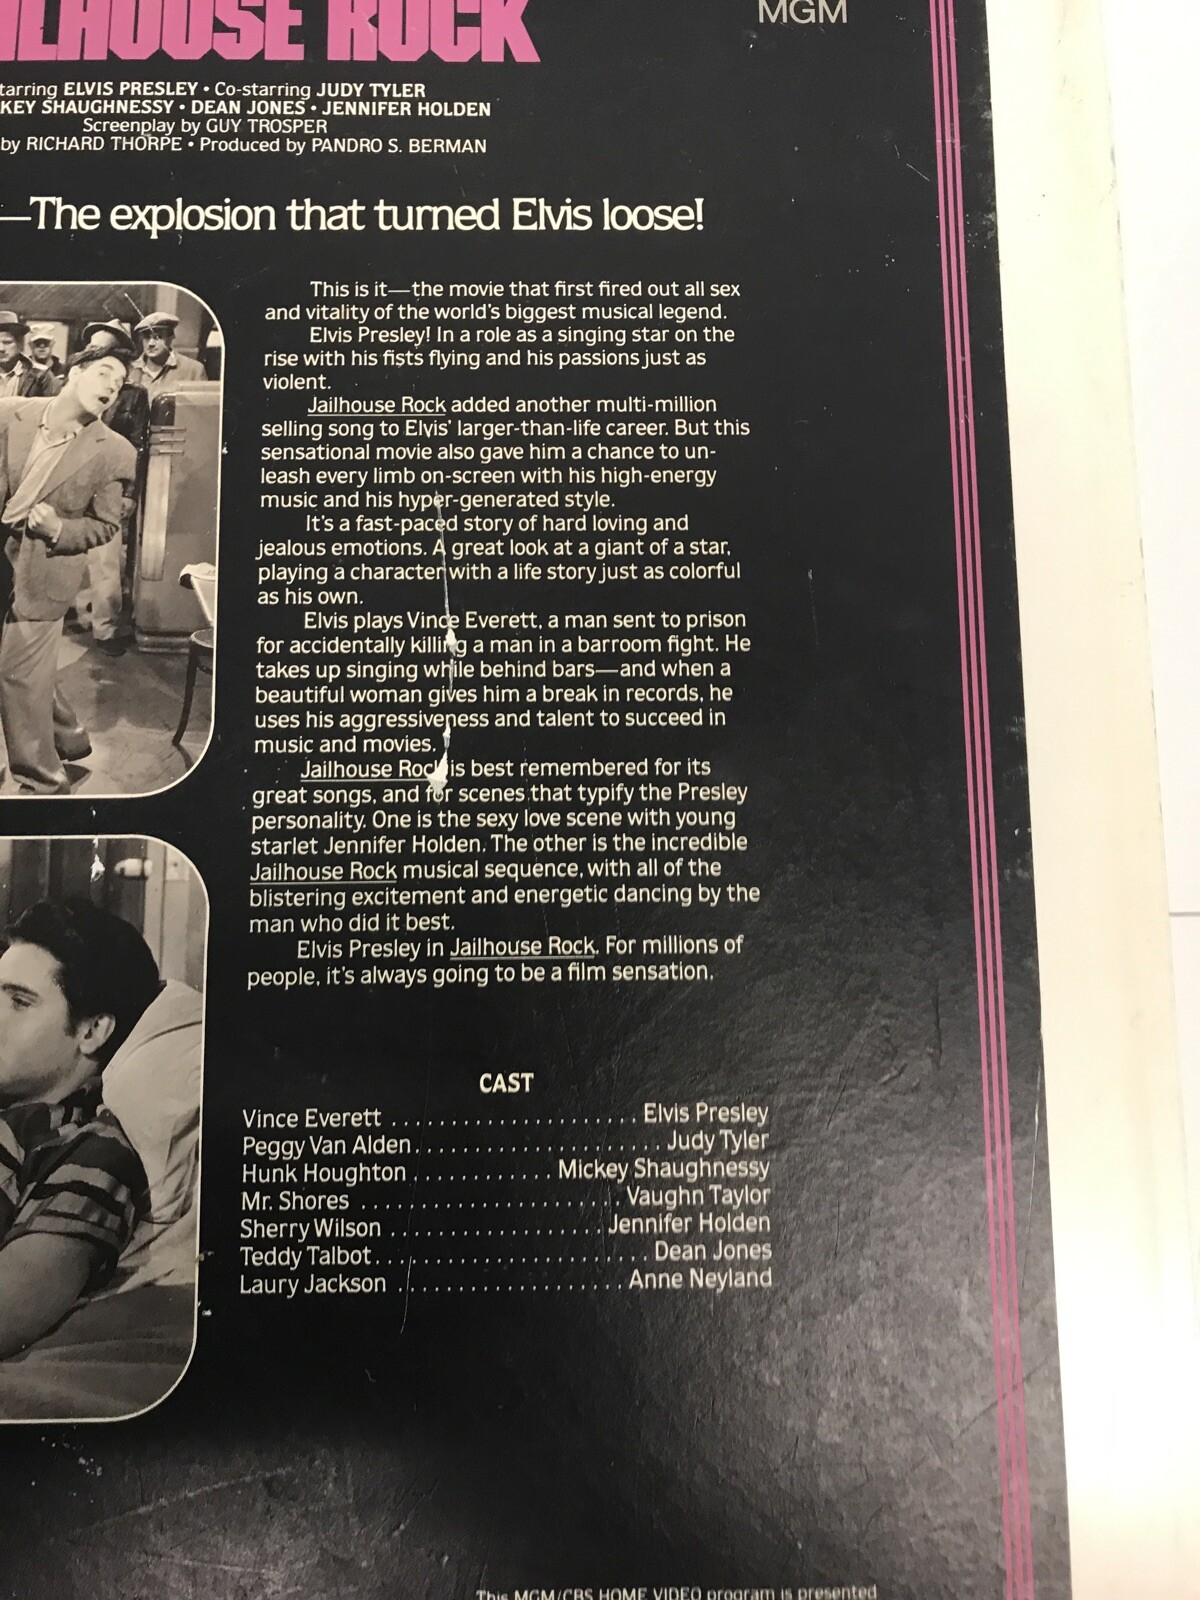 MGM
ILHOUSE ROCK
tarring ELVIS PRESLEY • Co-starring JUDY TYLER
KEY SHAUGHNESSY • DEAN JONES • JENNIFER HOLDEN
Screenplay by GUY TROSPER
by RICHARD THORPE • Produced by PANDRO S. BERMAN
—The explosion that turned Elvis loose!
This is it—the movie that first fired out all sex
and vitality of the world's biggest musical legend.
Elvis Presley! In a role as a singing star on the
rise with his fists flying and his passions just as
violent.
Jailhouse Rock added another multi-million
selling song to Elvis' larger-than-life career. But this
sensational movie also gave him a chance to un-
leash every limb on-screen with his high-energy
music and his hyper-generated style.
It's a fast-paced story of hard loving and
jealous emotions. A great look at a giant of a star,
playing a character with a life story just as colorful
as his own.
Elvis plays Vince Everett, a man sent to prison
for accidentally killing a man in a barroom fight. He
takes up singing while behind bars—and when a
beautiful woman gives him a break in records, he
uses his aggressiveness and talent to succeed in
music and movies.
Jailhouse Rock is best remembered for its
great songs, and for scenes that typify the Presley
personality. One is the sexy love scene with young
starlet Jennifer Holden. The other is the incredible
Jailhouse Rock musical sequence, with all of the
blistering excitement and energetic dancing by the
man who did it best.
Elvis Presley in Jailhouse Rock. For millions of
people, it's always going to be a film sensation.
CAST
Vince Everett . . . . . . . . . . . . . . . . . . . . . Elvis Presley
Peggy Van Alden. . . . . . . . . . . . . . . . . . . . . Judy Tyler
Hunk Houghton . . . . . . . . . . . . Mickey Shaughnessy
Mr. Shores . . . . . . . . . . . . . . . . . . . . . . . Vaughn Taylor
Sherry Wilson . . . . . . . . . . . . . . . . . . Jennifer Holden
Teddy Talbot. . . . . . . . . . . . . . . . . . . . . . . Dean Jones
Laury Jackson . . . . . . . . . . . . . . . . . . . Anne Neyland
This MGM/CBS HOME VIDEO program is presented